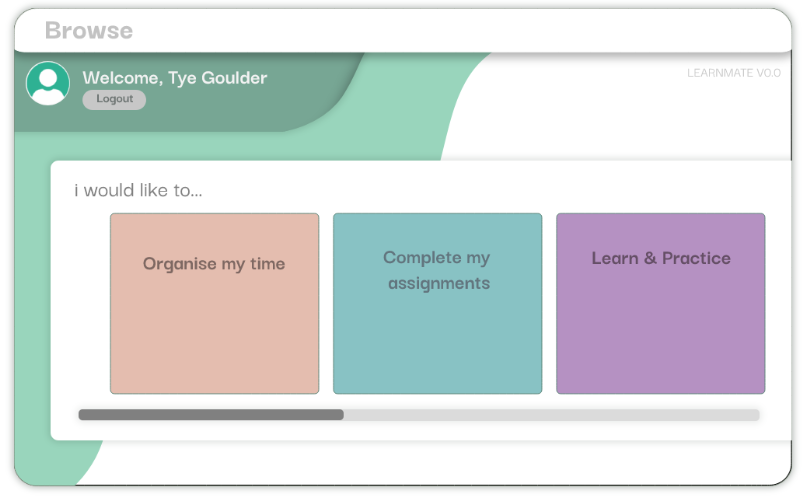 Browse
Welcome, Tye Goulder
Logout
LEARNMATE V0.0
i would like to...
Organise my time
Complete my
assignments
Learn & Practice